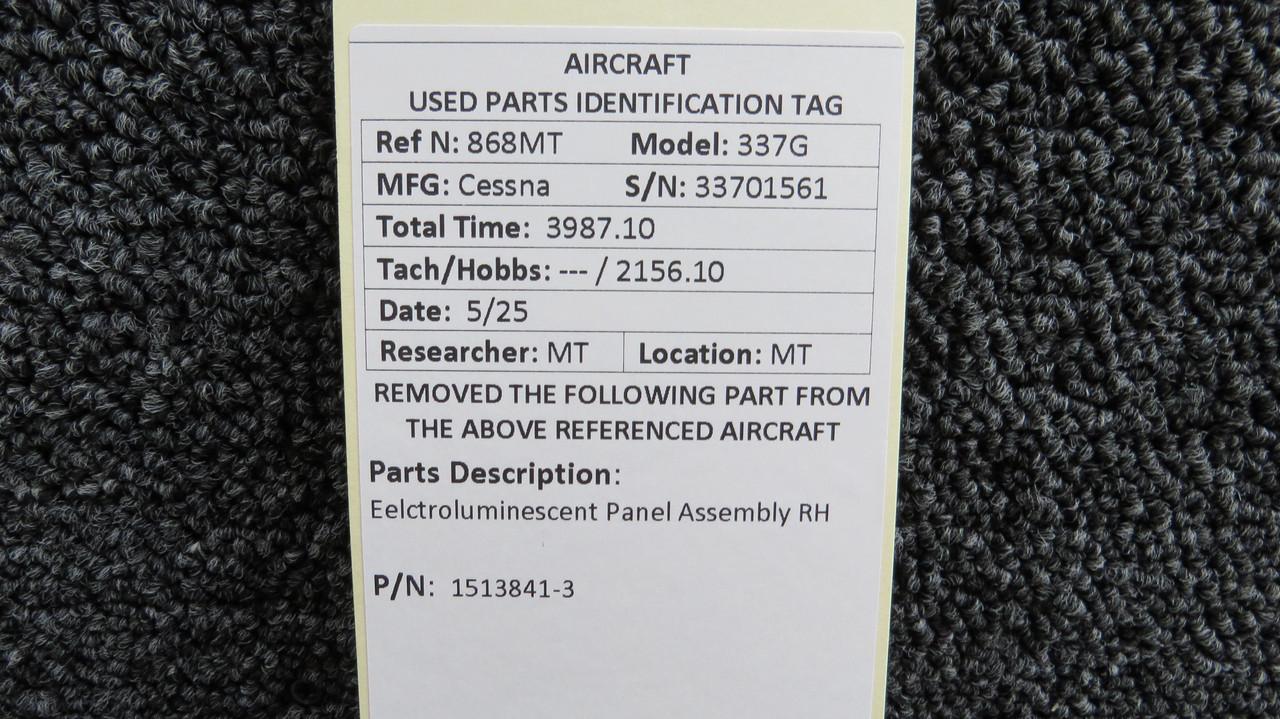 AIRCRAFT
USED PARTS IDENTIFICATION TAG
Ref N: 868MT Model: 337G
MFG: Cessna S/N: 33701561
Total Time: 3987.10
Tach/Hobbs: --- / 2156.10
Date: 5/25
Researcher: MT Location: MT
REMOVED THE FOLLOWING PART FROM
THE ABOVE REFERENCED AIRCRAFT
Parts Description:
Eelctroluminescent Panel Assembly RH
P/N: 1513841-3